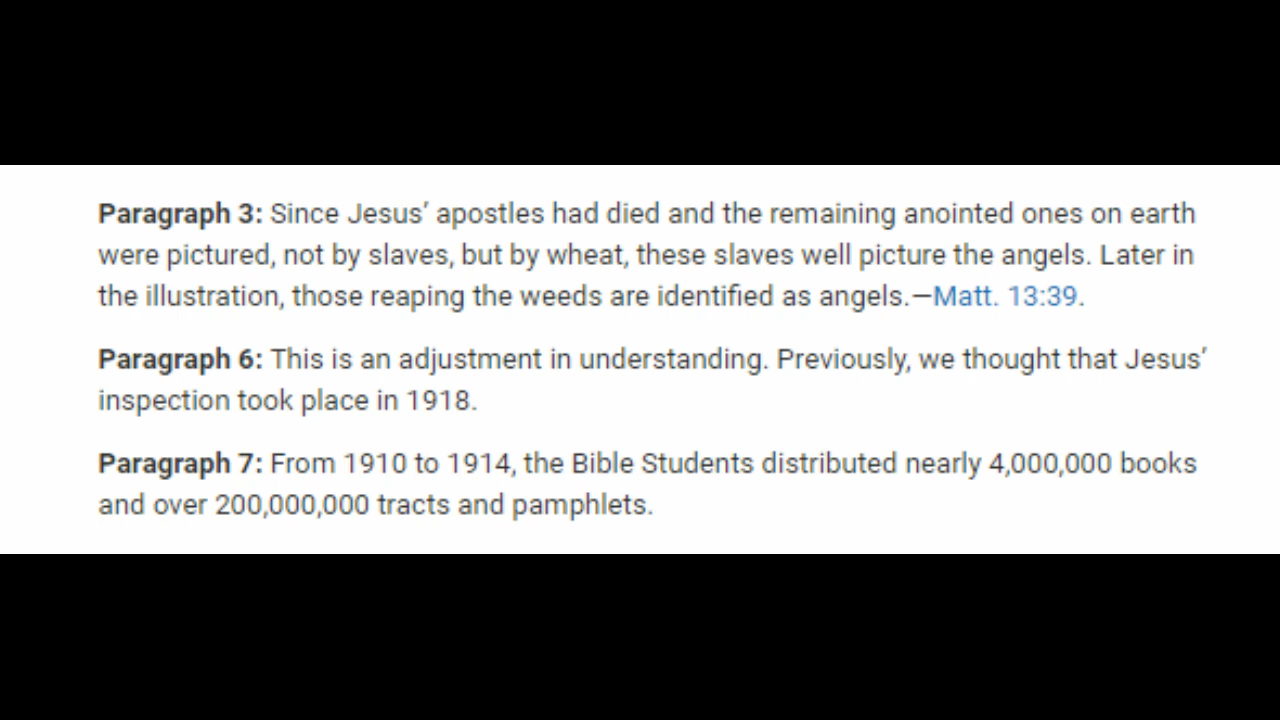 Paragraph 3: Since Jesus’ apostles had died and the remaining anointed ones on earth
were pictured, not by slaves, but by wheat, these slaves well picture the angels. Later in
the illustration, those reaping the weeds are identified as angels.—Matt. 13:39.
Paragraph 6: This is an adjustment in understanding. Previously, we thought that Jesus’
inspection took place in 1918.
Paragraph 7: From 1910 to 1914, the Bible Students distributed nearly 4,000,000 books
and over 200,000,000 tracts and pamphlets.